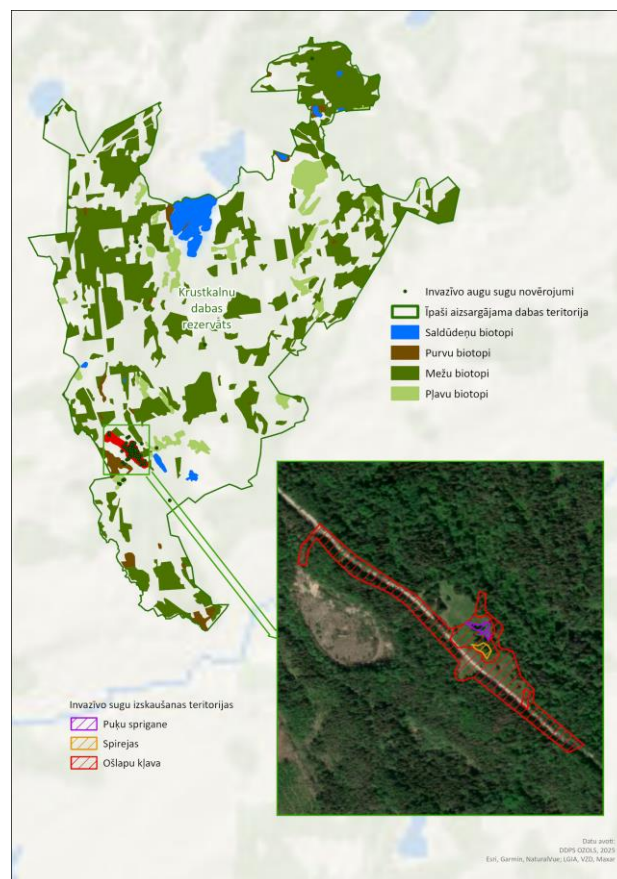 Krustkalnu
dabas
rezervāts
Invazīvo augu sugu novērojumi
Īpaši aizsargājama dabas teritorija
Saldūdeņu biotopi
Purvu biotopi
Mežu biotopi
Pļavu biotopi
Invazīvo sugu izskaušanas teritorijas
Puķu sprigane
Spirejas
Ošlapu kļava
Datu avoti:
DDPS OZOLS, 2025
Esri, Garmin, NaturalVue, LGIA, VZD, Maxar